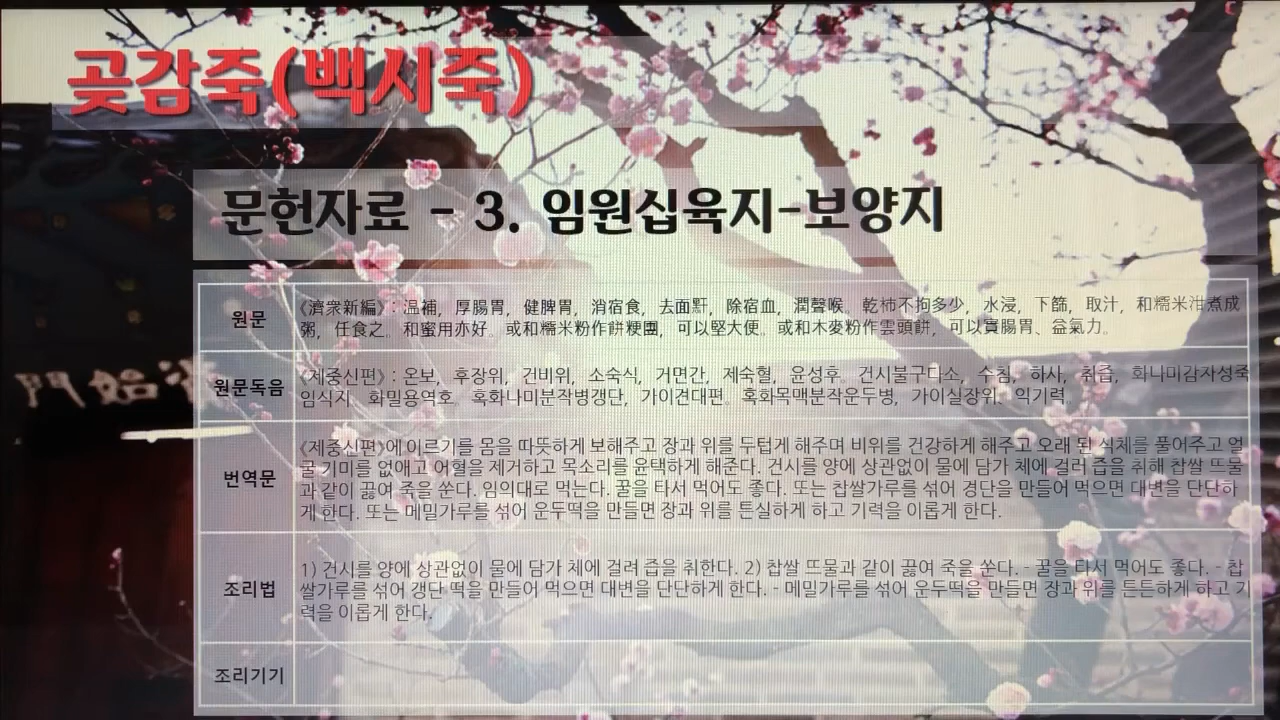 곶감죽(백시죽)
문헌자료 - 3. 임원십육지-보양지
원문
《濟衆新編》: 温補, 厚腸胃, 健脾胃, 消宿食, 去面䵟, 除宿血, 潤聲喉。乾柿不拘多少, 水浸, 下篩, 取汁, 和糯米泔煮成
粥, 任食之。和蜜用亦好。或和糯米粉作餅粳團, 可以堅大便。或和木麥粉作雲頭餅, 可以實腸胃、益氣力。
원문독음
《제중신편》: 온보, 후장위, 건비위, 소숙식, 거면간, 제숙혈, 윤성후。건시불구다소, 수침, 하사, 취즙, 화나미감자성죽
임식지。화밀용역호。혹화나미분작병갱단, 가이견대편。혹화목맥분작운두병, 가이실장위、익기력。
번역문
《제중신편》에 이르기를 몸을 따뜻하게 보해주고 장과 위를 두텁게 해주며 비위를 건강하게 해주고 오래 된 식체를 풀어주고 얼
굴 기미를 없애고 어혈을 제거하고 목소리를 윤택하게 해준다. 건시를 양에 상관없이 물에 담가 체에 걸러 즙을 취해 찹쌀 뜨물
과 같이 끓여 죽을 쑨다. 임의대로 먹는다. 꿀을 타서 먹어도 좋다. 또는 찹쌀가루를 섞어 경단을 만들어 먹으면 대변을 단단하
게 한다. 또는 메밀가루를 섞어 운두떡을 만들면 장과 위를 튼실하게 하고 기력을 이롭게 한다.
조리법
1) 건시를 양에 상관없이 물에 담가 체에 걸려 즙을 취한다. 2) 찹쌀 뜨물과 같이 끓여 죽을 쑨다. - 꿀을 타서 먹어도 좋다. - 찹
쌀가루를 섞어 갱단 떡을 만들어 먹으면 대변을 단단하게 한다. - 메밀가루를 섞어 운두떡을 만들면 장과 위를 튼튼하게 하고 기
력을 이롭게 한다.
조리기기